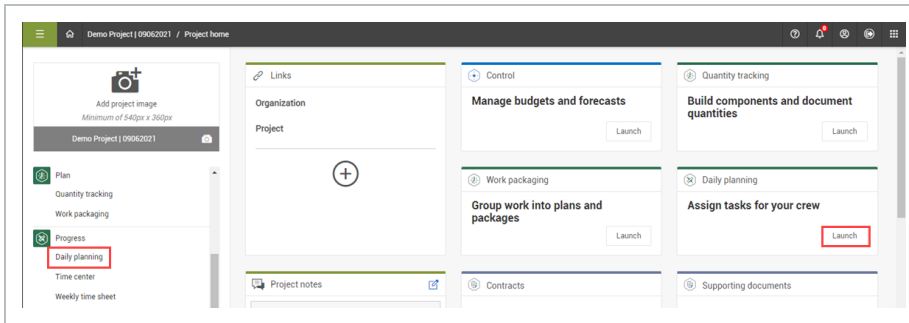 Demo Project | 09062021 / Project home
0
Add project image
Minimum of 540px x 360px
Demo Project | 09062021
Plan
Quantity tracking
Work packaging
Progress
Daily planning
Time center
Weekly time sheet
Links
Organization
Project
Project notes
Control
Manage budgets and forecasts
Launch
Quantity tracking
Build components and document
quantities
Launch
Work packaging
Group work into plans and
packages
Launch
Daily planning
Assign tasks for your crew
Launch
Contracts
Supporting documents